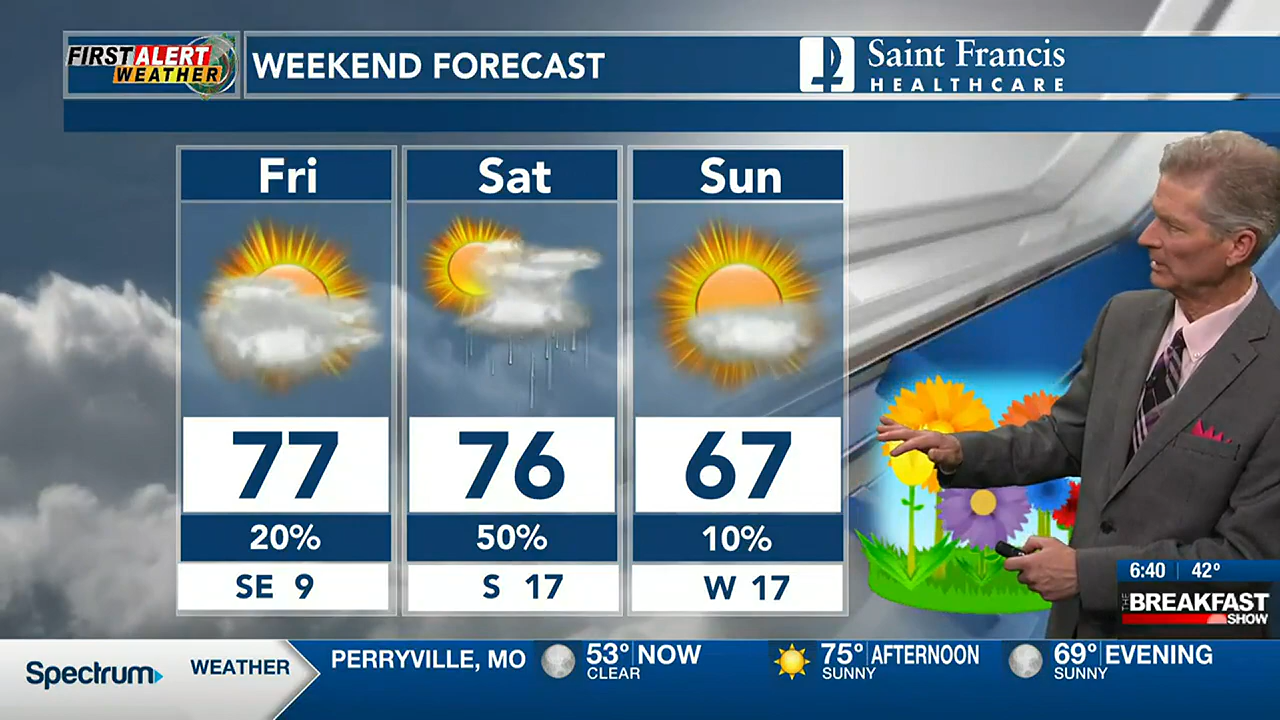 FIRST ALERT
WEATHER
WEEKEND FORECAST
Saint Francis
HEALTHCARE
Fri
Sat
Sun
77
76
67
20%
50%
10%
SE 9
S 17
W 17
6:40
42°
THE
BREAKFAST
SHOW
Spectrum
WEATHER
PERRYVILLE, MO
53° NOW
CLEAR
75° AFTERNOON
SUNNY
69° EVENING
SUNNY